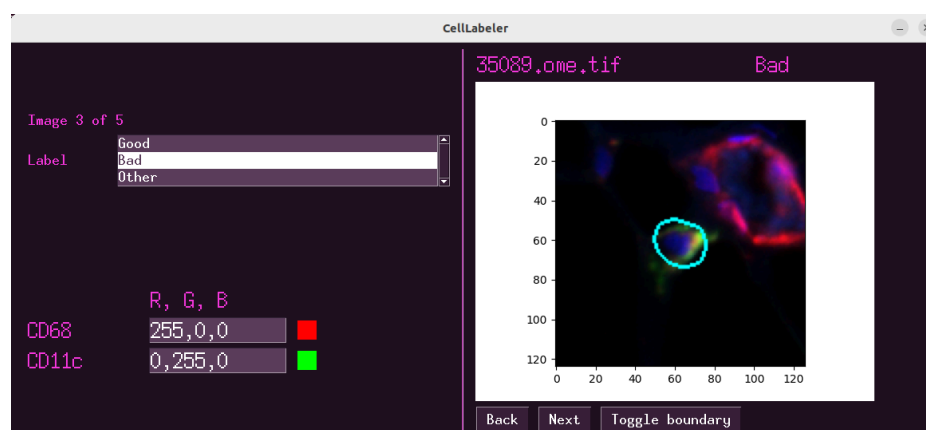 CellLabeler
Image 3 of 5
Label
Good
Bad
Other
R, G, B
CD68
255,0,0
CD11c
0,255,0
35089.ome.tif
Bad
0
20
40
60
80
100
120
0 20 40 60 80 100 120
Back Next Toggle boundary